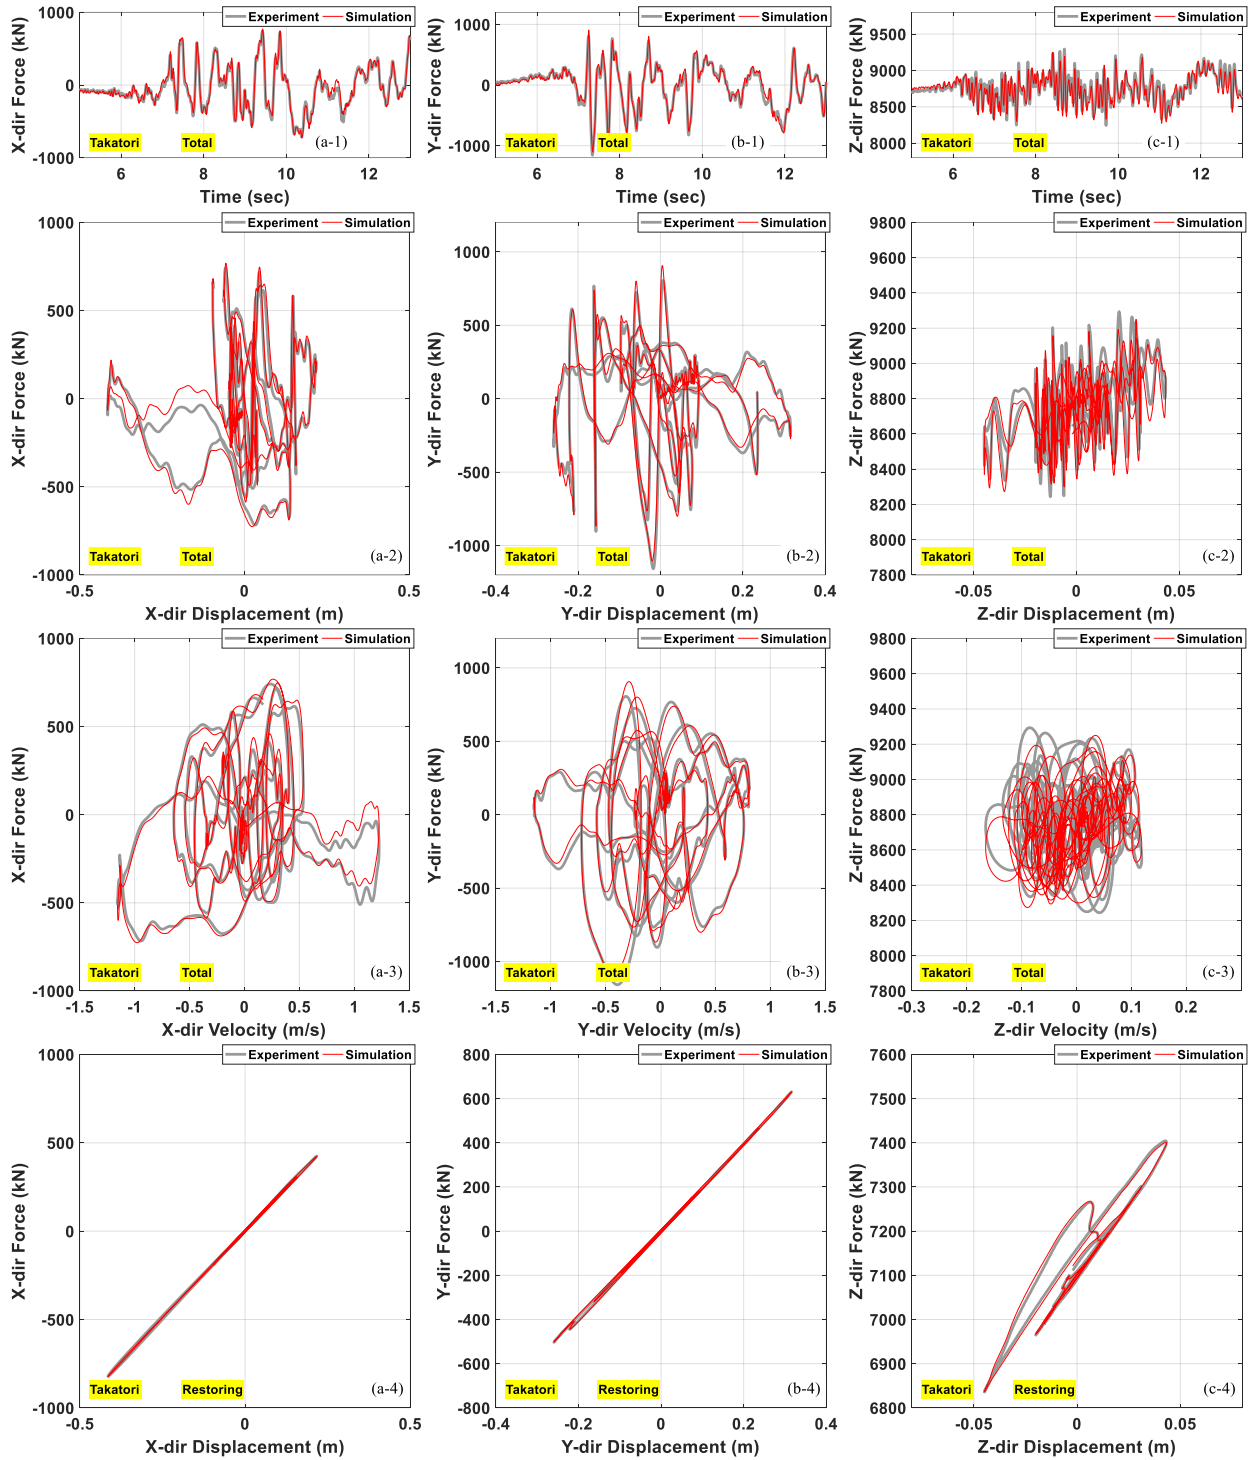 Experiment Simulation
X-dir Force (kN)
1000
0
-1000
Takatori
Total
(a-1)
6 8 10 12
Time (sec)
Experiment Simulation
Y-dir Force (kN)
1000
0
-1000
Takatori
Total
(b-1)
6 8 10 12
Time (sec)
Experiment Simulation
Z-dir Force (kN)
9500
9000
8500
8000
Takatori
Total
(c-1)
6 8 10 12
Time (sec)
Experiment Simulation
X-dir Force (kN)
1000
500
0
-500
-1000
Takatori
Total
(a-2)
-0.5 0 0.5
X-dir Displacement (m)
Experiment Simulation
Y-dir Force (kN)
1000
500
0
-500
-1000
Takatori
Total
(b-2)
-0.4 -0.2 0 0.2 0.4
Y-dir Displacement (m)
Experiment Simulation
Z-dir Force (kN)
9800
9600
9400
9200
9000
8800
8600
8400
8200
8000
7800
Takatori
Total
(c-2)
-0.05 0 0.05
Z-dir Displacement (m)
Experiment Simulation
X-dir Force (kN)
1000
500
0
-500
-1000
Takatori
Total
(a-3)
-1.5 -1 -0.5 0 0.5 1 1.5
X-dir Velocity (m/s)
Experiment Simulation
Y-dir Force (kN)
1000
500
0
-500
-1000
Takatori
Total
(b-3)
-1.5 -1 -0.5 0 0.5 1 1.5
Y-dir Velocity (m/s)
Experiment Simulation
Z-dir Force (kN)
9800
9600
9400
9200
9000
8800
8600
8400
8200
8000
7800
Takatori
Total
(c-3)
-0.3 -0.2 -0.1 0 0.1 0.2
Z-dir Velocity (m/s)
Experiment Simulation
X-dir Force (kN)
1000
500
0
-500
-1000
Takatori
Restoring
(a-4)
-0.5 0 0.5
X-dir Displacement (m)
Experiment Simulation
Y-dir Force (kN)
800
600
400
200
0
-200
-400
-600
-800
Takatori
Restoring
(b-4)
-0.4 -0.2 0 0.2 0.4
Y-dir Displacement (m)
Experiment Simulation
Z-dir Force (kN)
7600
7500
7400
7300
7200
7100
7000
6900
6800
Takatori
Restoring
(c-4)
-0.05 0 0.05
Z-dir Displacement (m)